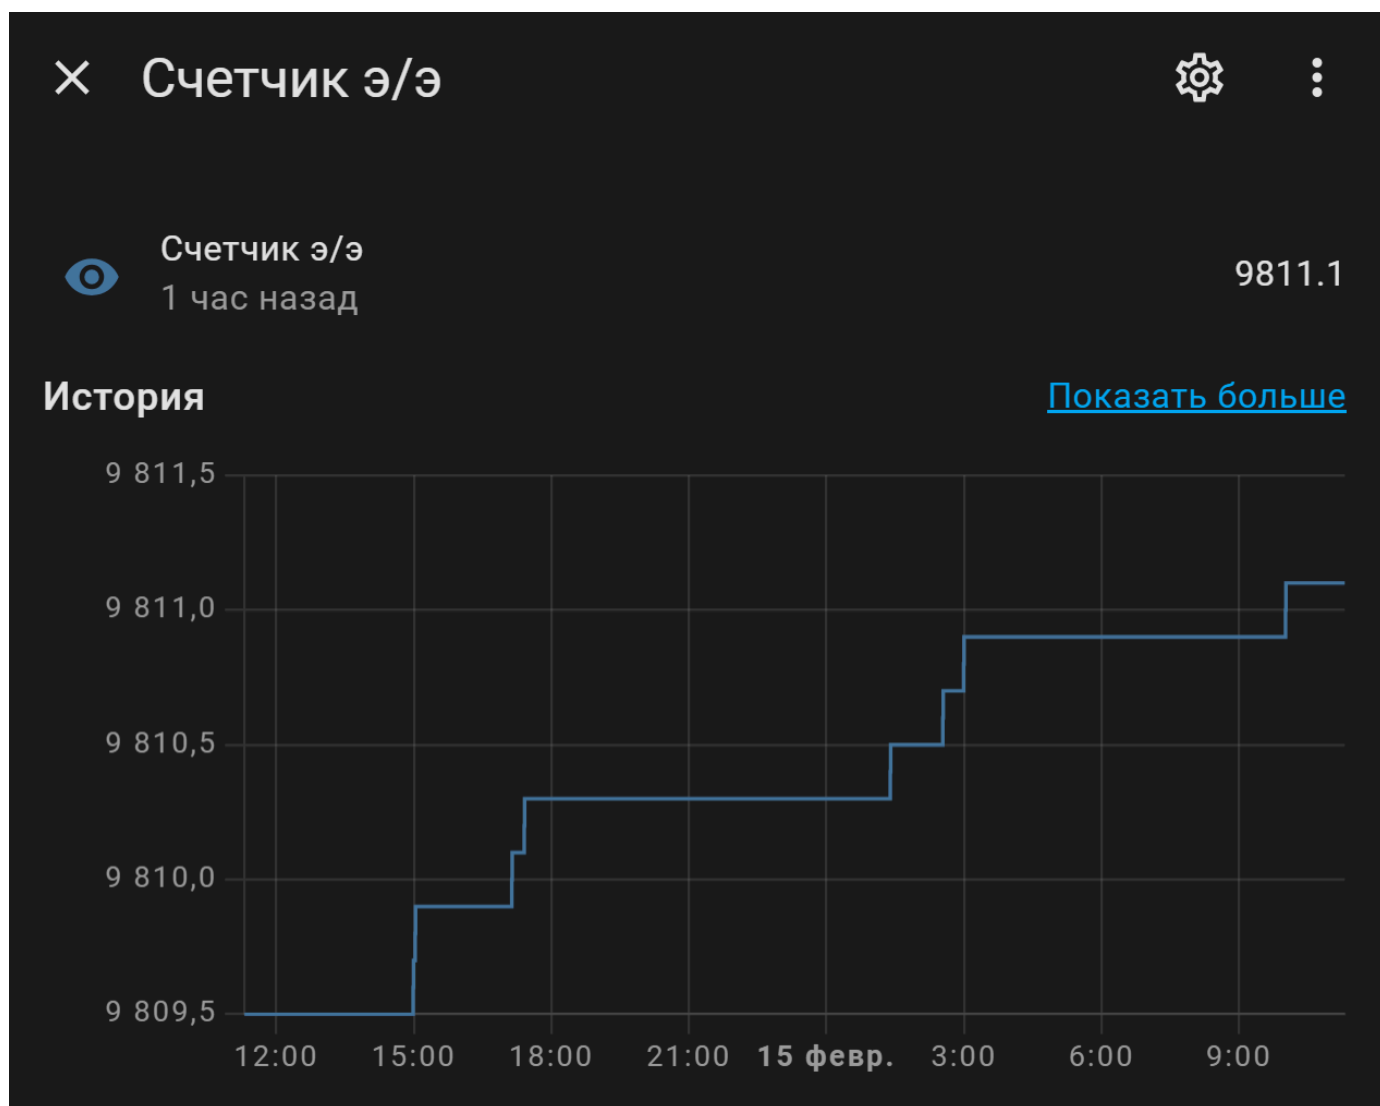 Счетчик э/э
Счетчик э/э
1 час назад
9811.1
История
Показать больше
9 811,5
9 811,0
9 810,5
9 810,0
9 809,5
12:00 15:00 18:00 21:00 15 февр. 3:00 6:00 9:00